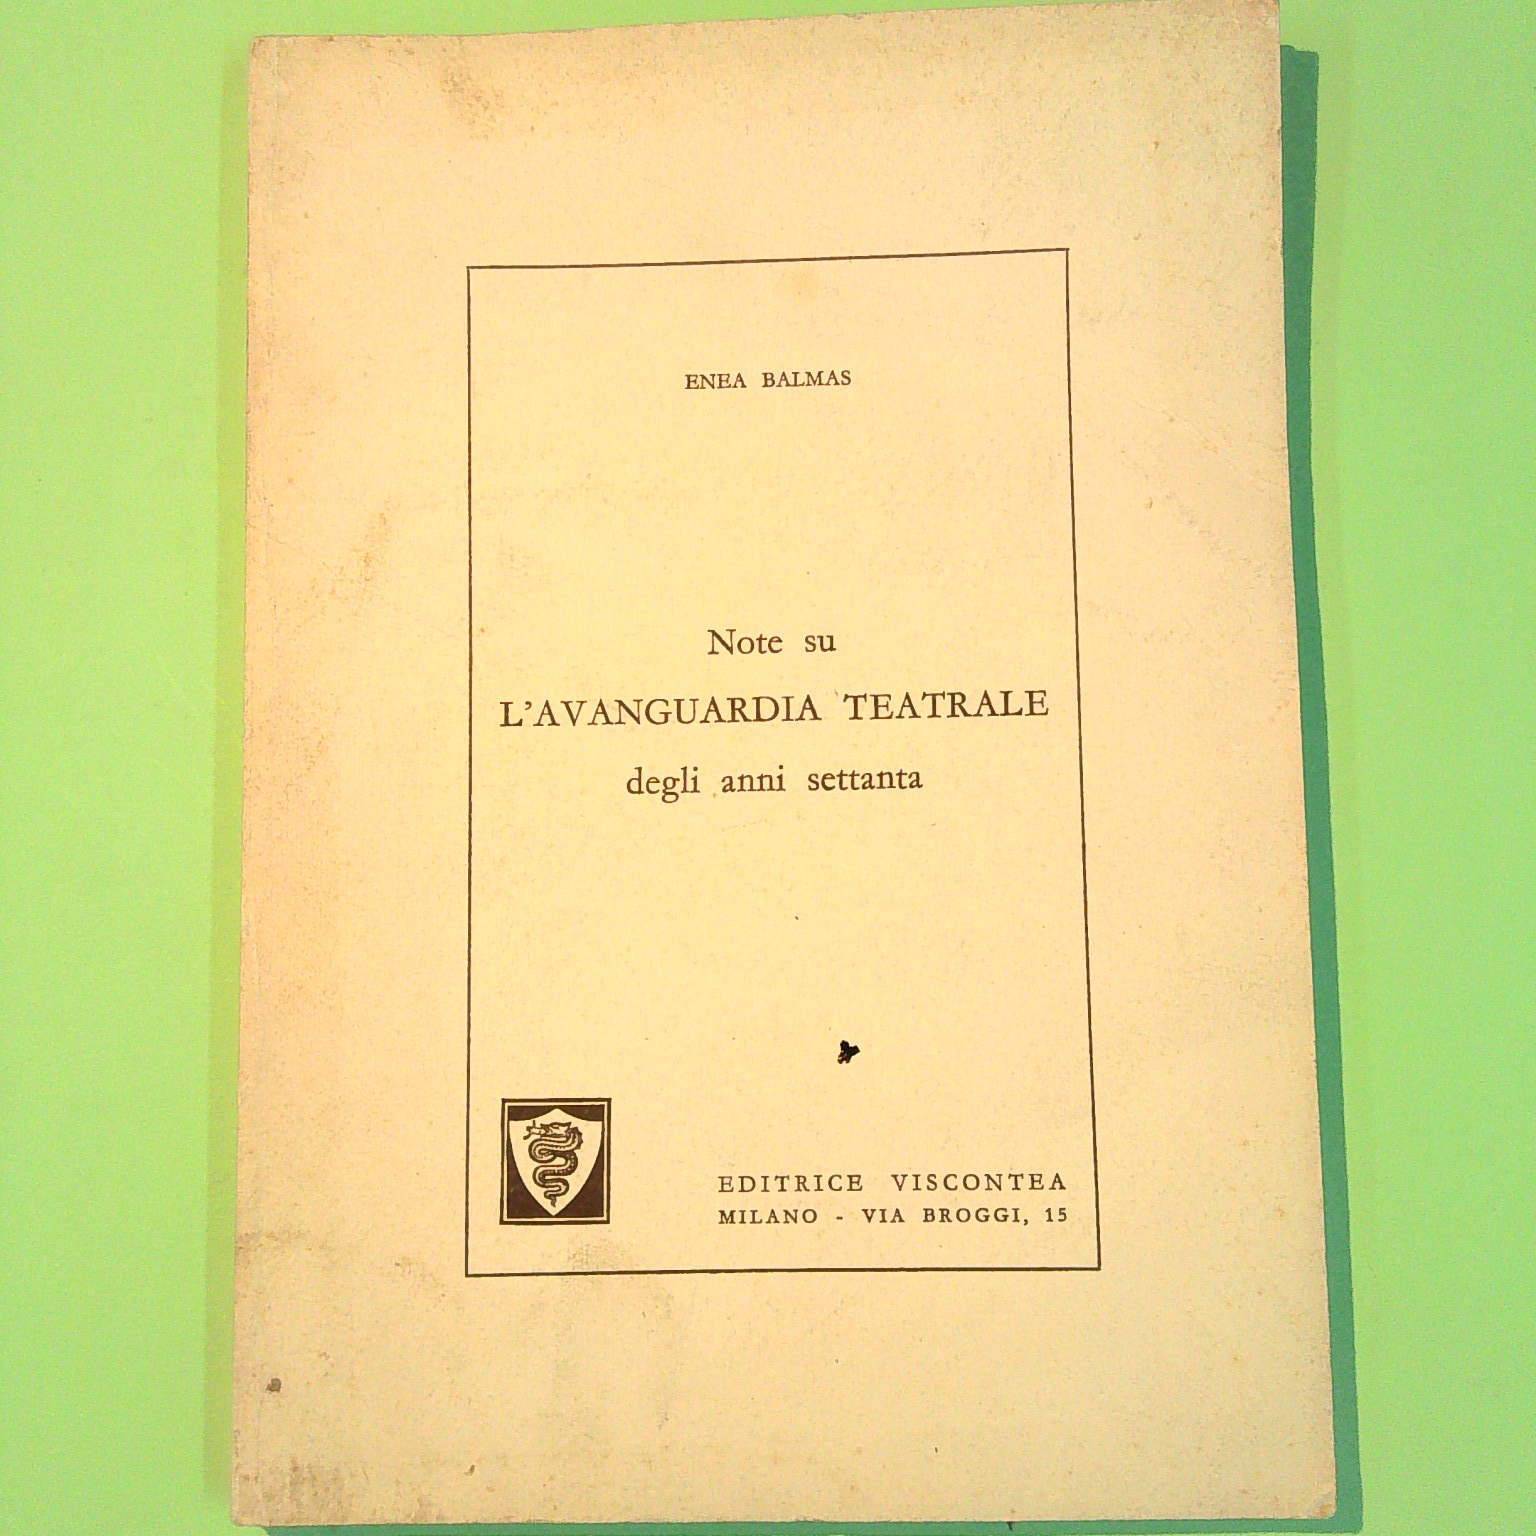 ENEA BALMAS
Note su
L'AVANGUARDIA TEATRALE
degli anni settanta
EDITRICE VISCONTEA
MILANO - VIA BROGGI, 15